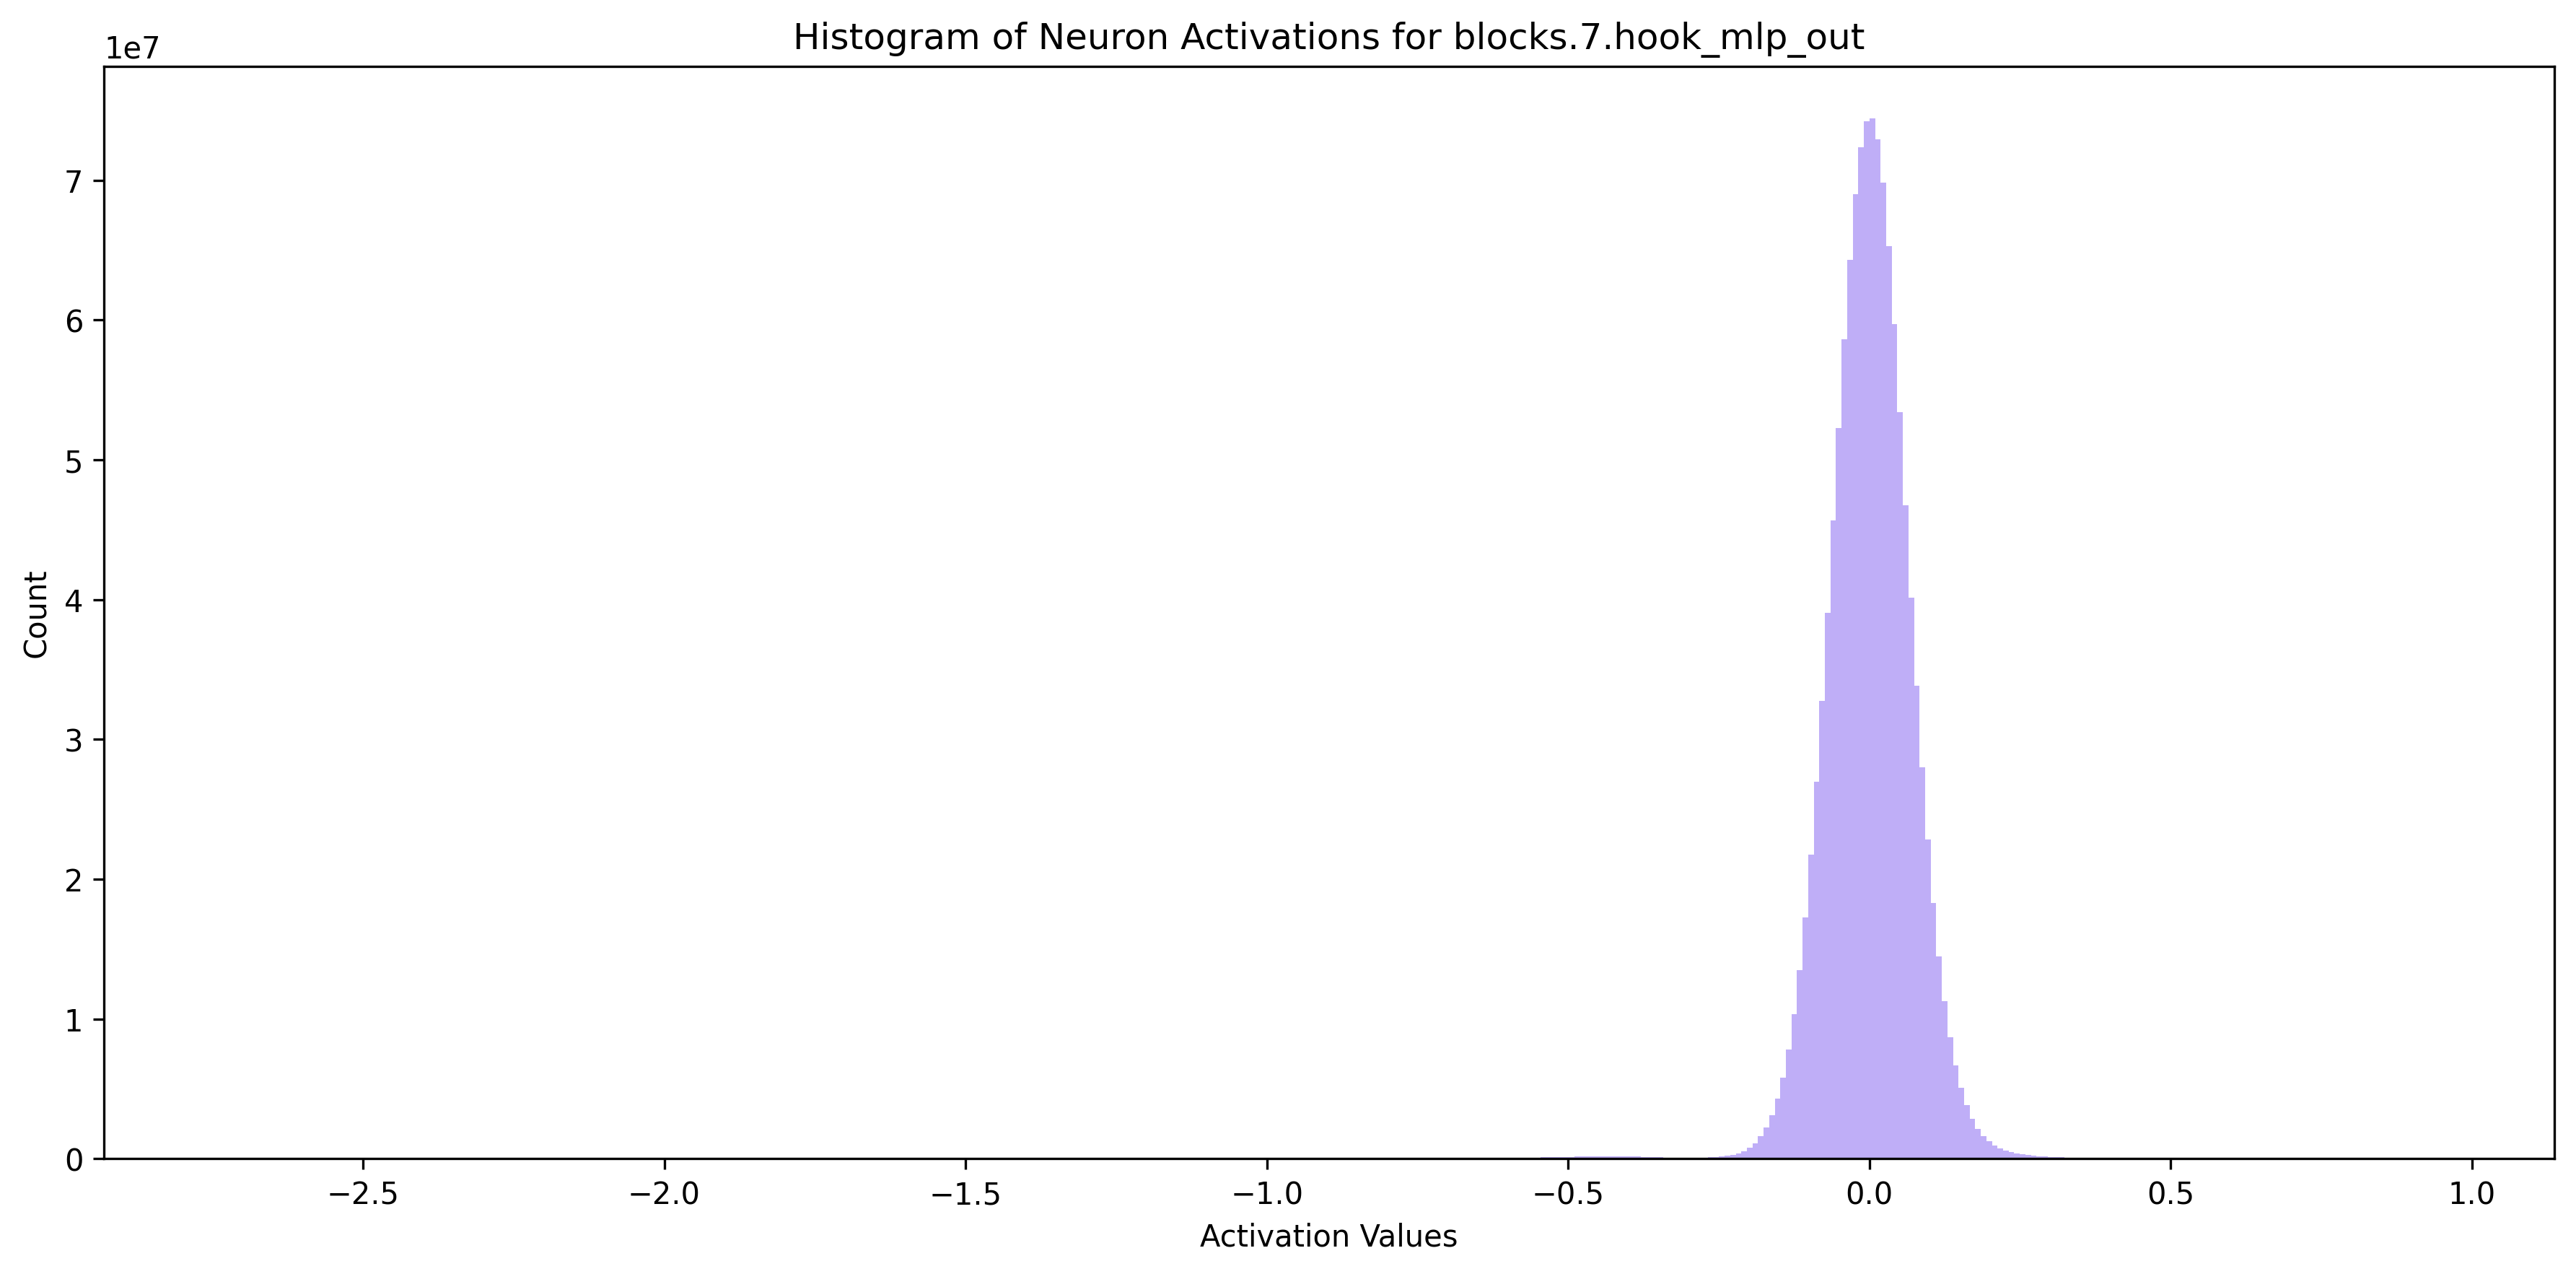 Histogram of Neuron Activations for blocks.7.hook_mlp_out
1e7
7
6
5
4
3
2
1
0
Count
−2.5 −2.0 −1.5 −1.0 −0.5 0.0 0.5 1.0
Activation Values